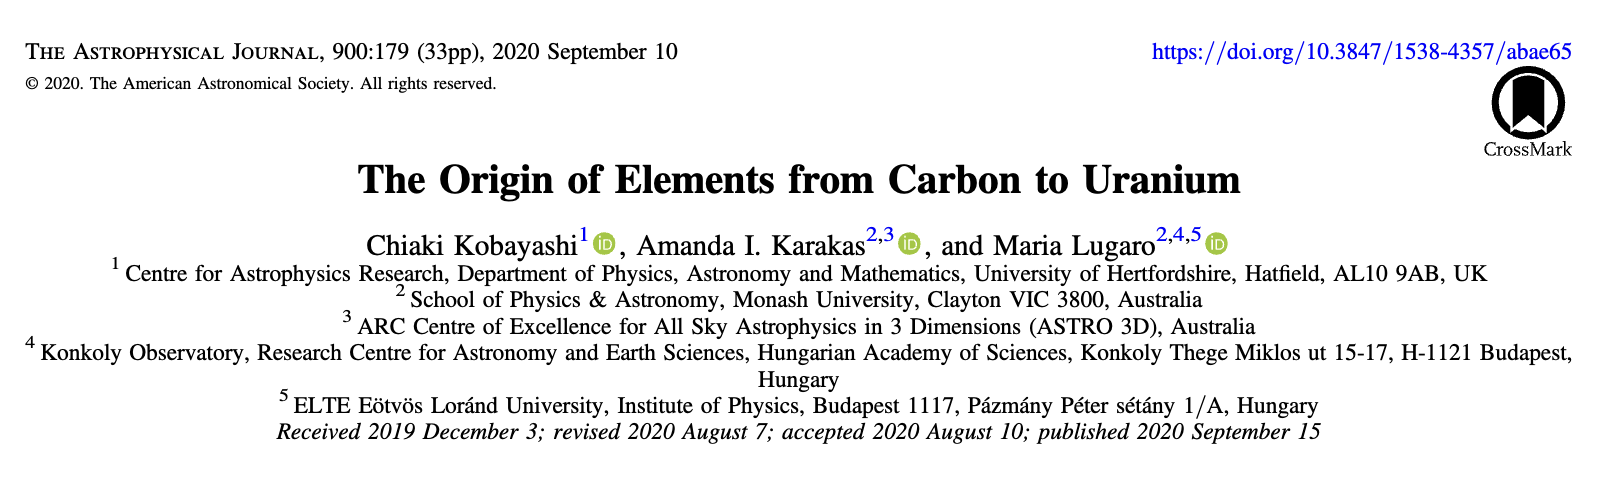 THE ASTROPHYSICAL JOURNAL, 900:179 (33pp), 2020 September 10
https://doi.org/10.3847/1538-4357/abae65
© 2020. The American Astronomical Society. All rights reserved.
CrossMark
The Origin of Elements from Carbon to Uranium
Chiaki Kobayashi1 iD, Amanda I. Karakas2,3 iD, and Maria Lugaro2,4,5 iD
1 Centre for Astrophysics Research, Department of Physics, Astronomy and Mathematics, University of Hertfordshire, Hatfield, AL10 9AB, UK
2 School of Physics & Astronomy, Monash University, Clayton VIC 3800, Australia
3 ARC Centre of Excellence for All Sky Astrophysics in 3 Dimensions (ASTRO 3D), Australia
4 Konkoly Observatory, Research Centre for Astronomy and Earth Sciences, Hungarian Academy of Sciences, Konkoly Thege Miklos ut 15-17, H-1121 Budapest,
Hungary
5 ELTE Eötvös Loránd University, Institute of Physics, Budapest 1117, Pázmány Péter sétány 1/A, Hungary
Received 2019 December 3; revised 2020 August 7; accepted 2020 August 10; published 2020 September 15